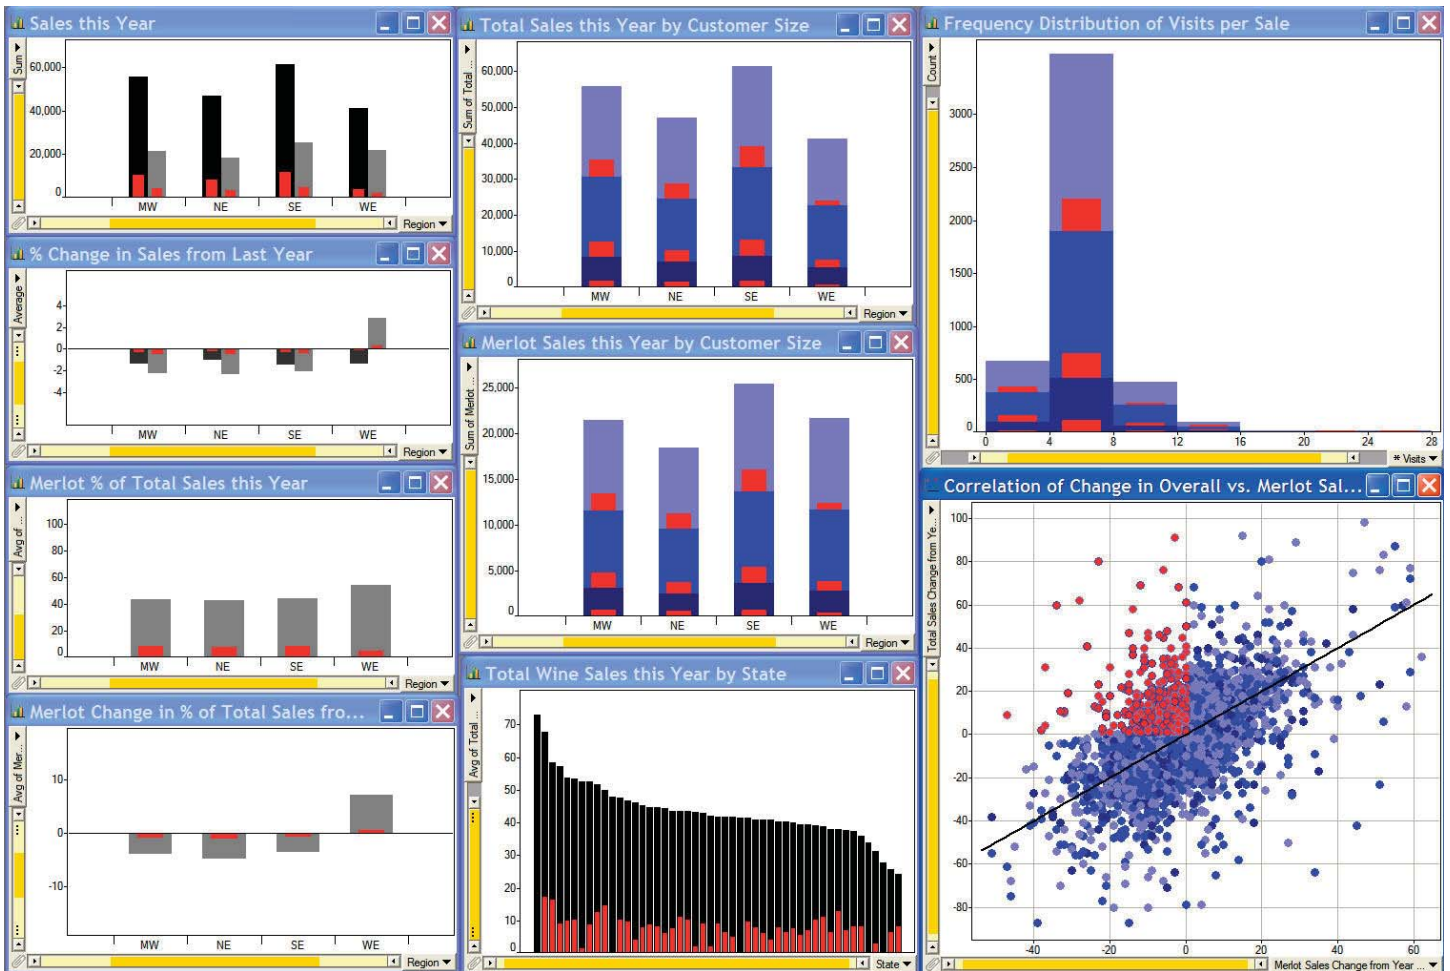 Sales this Year
Sum
60,000
40,000
20,000
0
MW NE SE WE
Region
% Change in Sales from Last Year
Average
4
2
0
-2
-4
MW NE SE WE
Region
Merlot % of Total Sales this Year
Avg of ...
100
80
60
40
20
0
MW NE SE WE
Region
Merlot Change in % of Total Sales fro...
Avg of Mer...
10
0
-10
MW NE SE WE
Region
Total Sales this Year by Customer Size
Sum of Total ...
60,000
50,000
40,000
30,000
20,000
10,000
0
MW NE SE WE
Region
Merlot Sales this Year by Customer Size
Sum of Merlot ...
25,000
20,000
15,000
10,000
5,000
0
MW NE SE WE
Region
Total Wine Sales this Year by State
Avg of Total ...
70
60
50
40
30
20
10
0
State
Frequency Distribution of Visits per Sale
Count
3000
3500
2500
2000
1500
1000
500
0
0 4 8 12 16 20 24 28
* Visits
Correlation of Change in Overall vs. Merlot Sal...
Total Sales Change from Ye...
100
80
60
40
20
0
-20
-40
-60
-80
-40 -20 0 20 40 60
Merlot Sales Change from Year ...